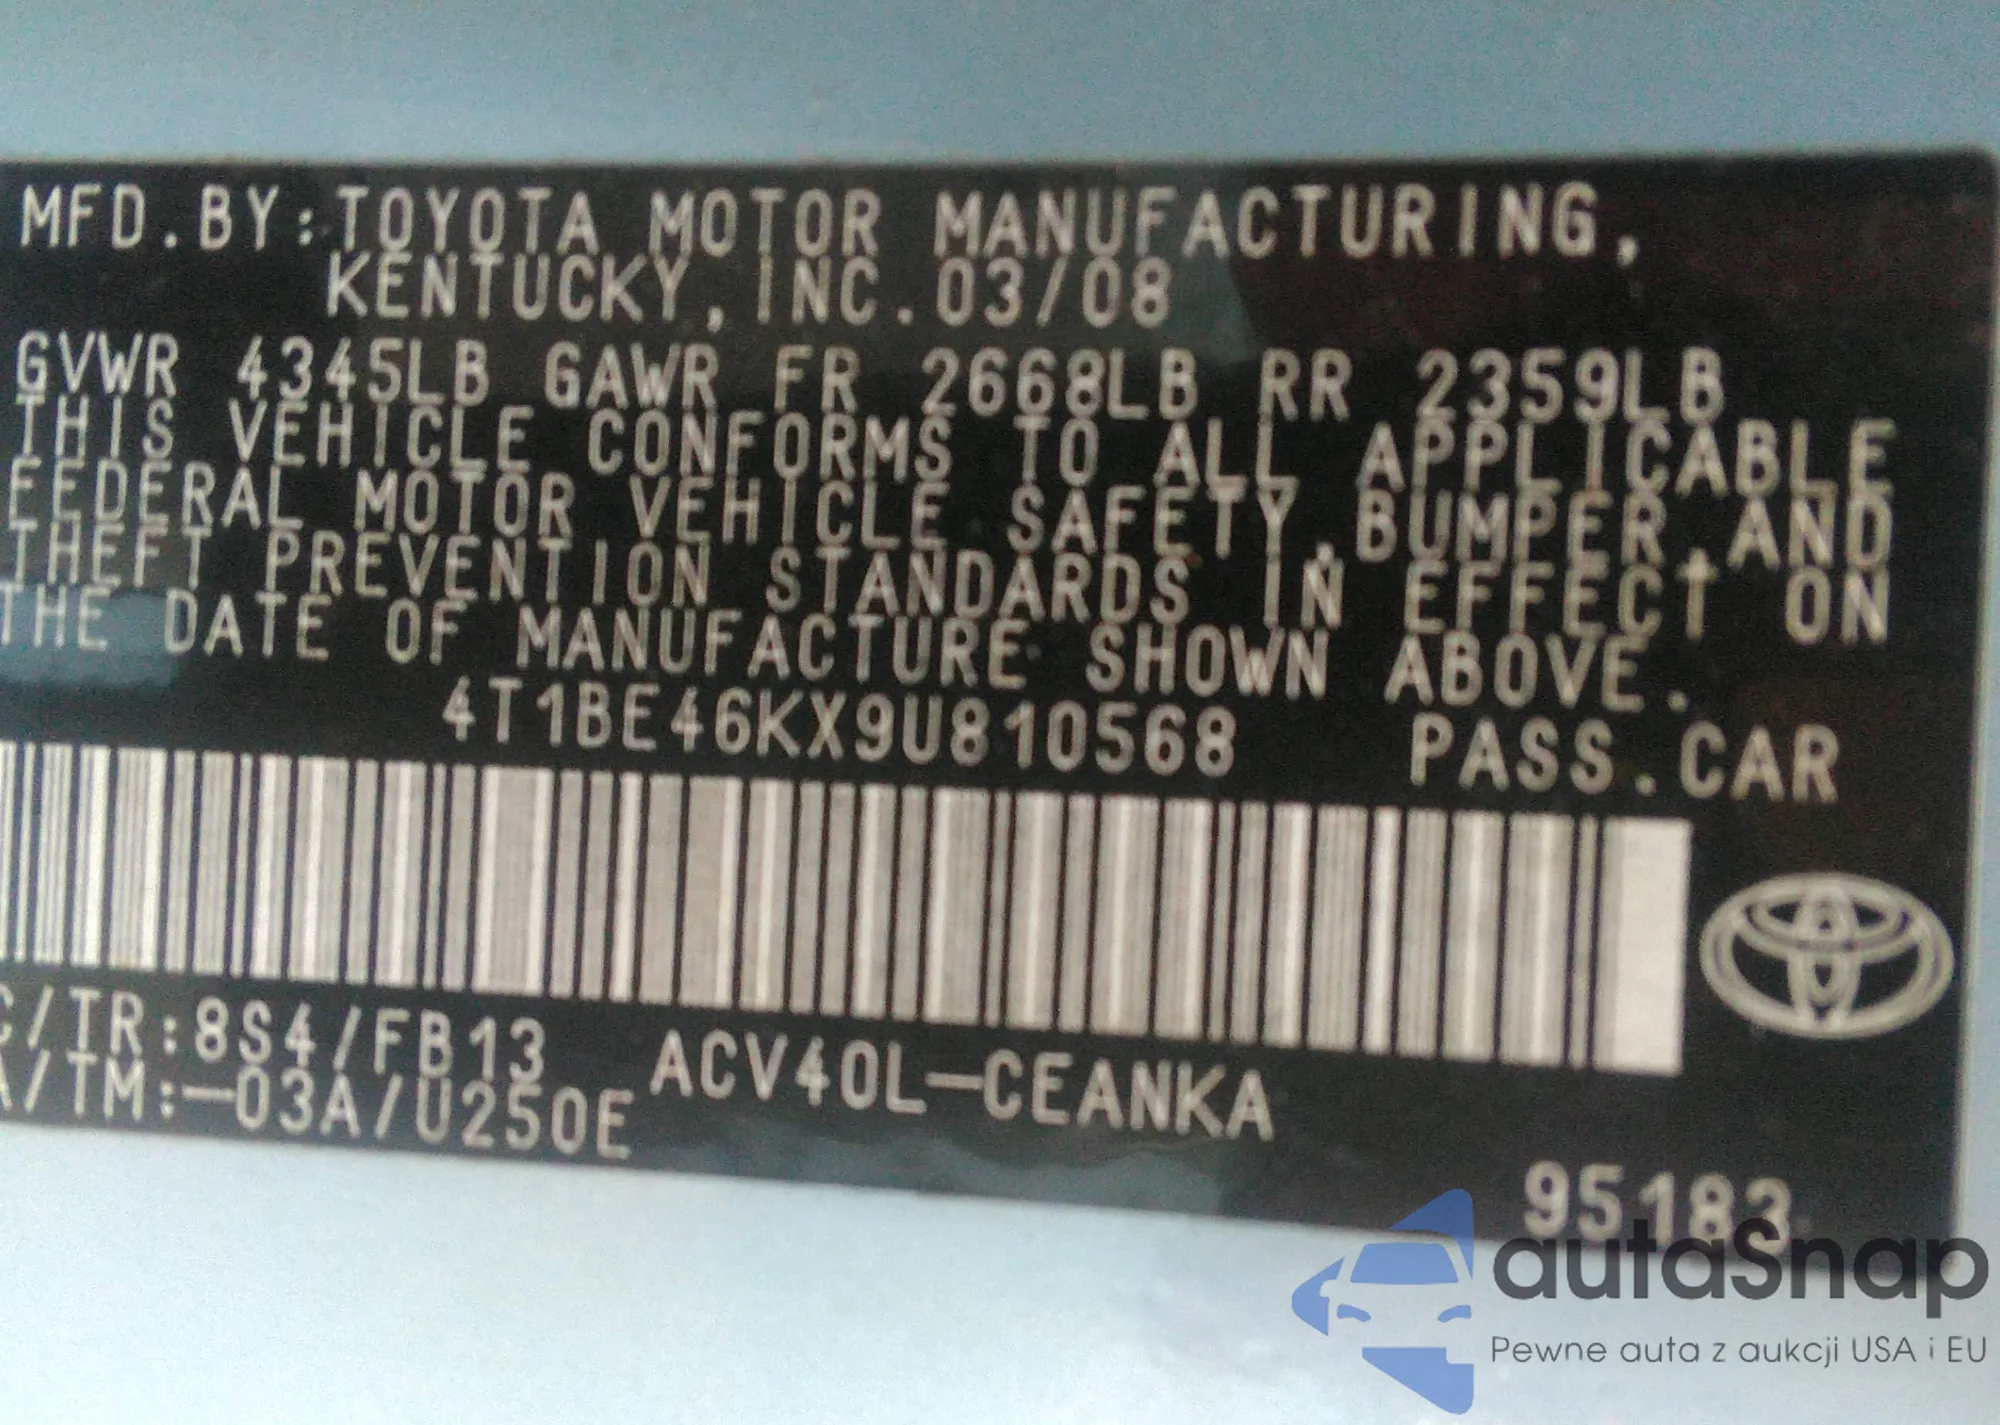 MFD.BY:TOYOTA MOTOR MANUFACTURING,
KENTUCKY, INC.03/08
GVWR 4345LB GAWR FR 2668LB RR 2359LB
THIS VEHICLE CONFORMS TO ALL APPLICABLE
FEDERAL MOTOR VEHICLE SAFETY,BUMPER,AND
THEFT PREVENTION STANDARDS IN EFFECT ON
THE DATE OF MANUFACTURE SHOWN ABOVE.
4T1BE46KX9U810568 PASS.CAR
C/TR:8S4/FB13 ACV40L-CEANKA
A/TM:-03A/U250E
95183
autaSnap
Pewne auta z aukcji USA i EU